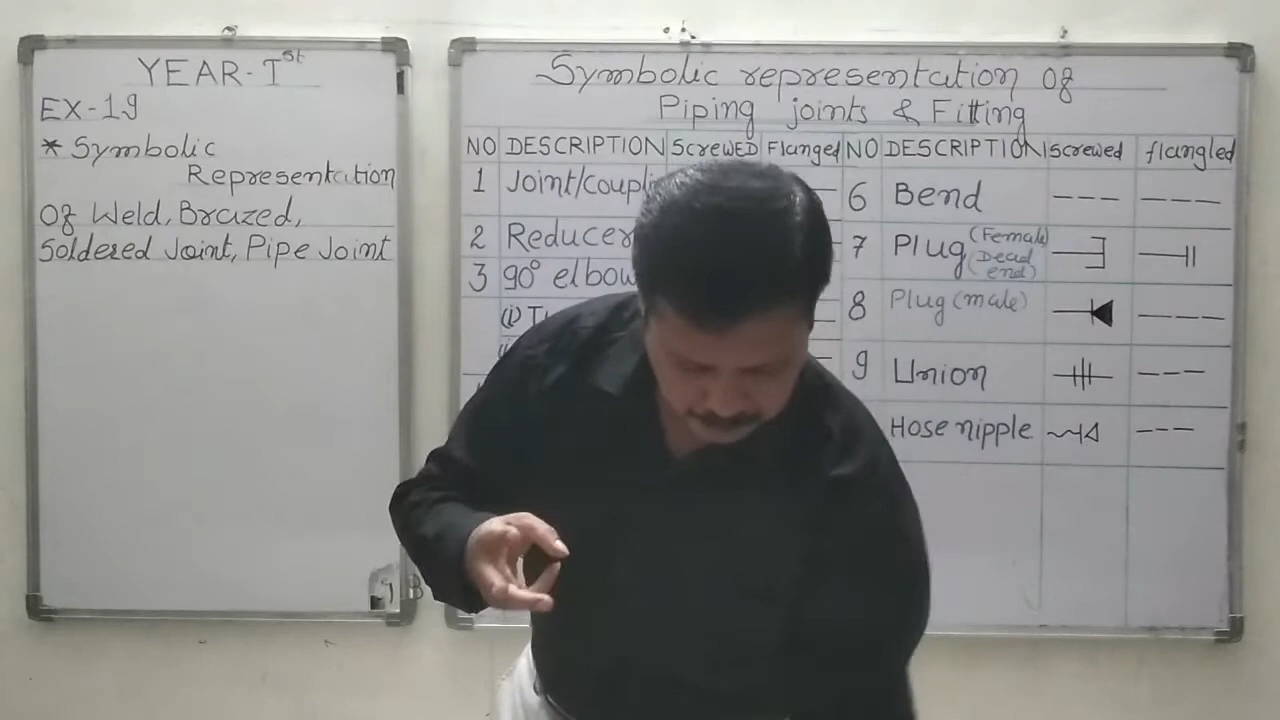 YEAR-Ist
EX-19
* Symbolic
Representation
Of Weld, Brazed,
Soldered Joint, Pipe Joint
Symbolic representation Of
Piping joints & Fitting
NO DESCRIPTION SCREWED Flanged NO DESCRIPTION screwed flangled
1 Joint/coupli
2 Reducer
3 90° elbow
(i)
6 Bend --- ---
7 Plug (Female)
(Dead end)
8 Plug (male) ---
9 Union ---
Hose nipple ---